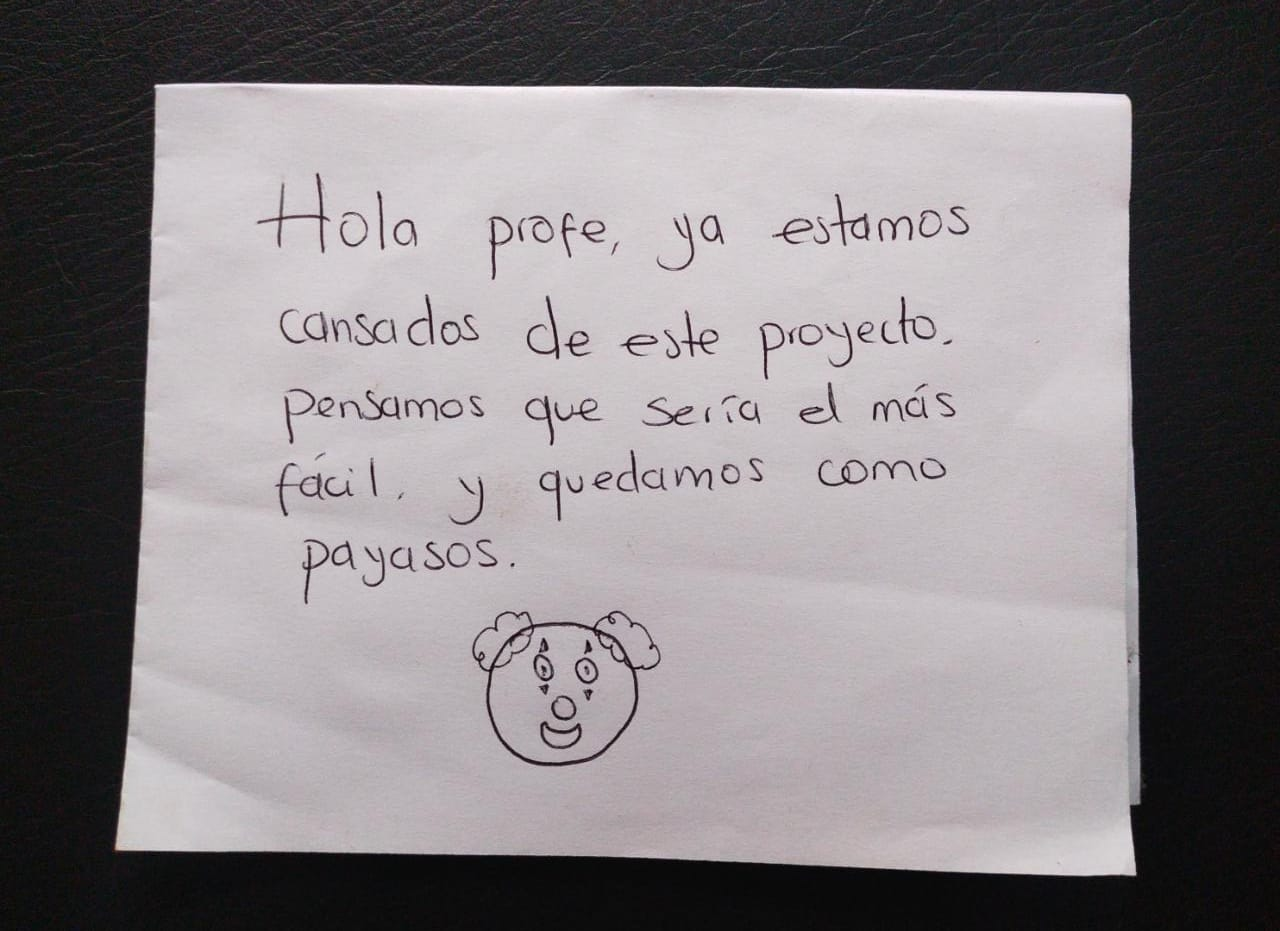 Hola profe, ya estamos
cansados de este proyecto.
pensamos que sería el más
fácil. y quedamos como
payasos.